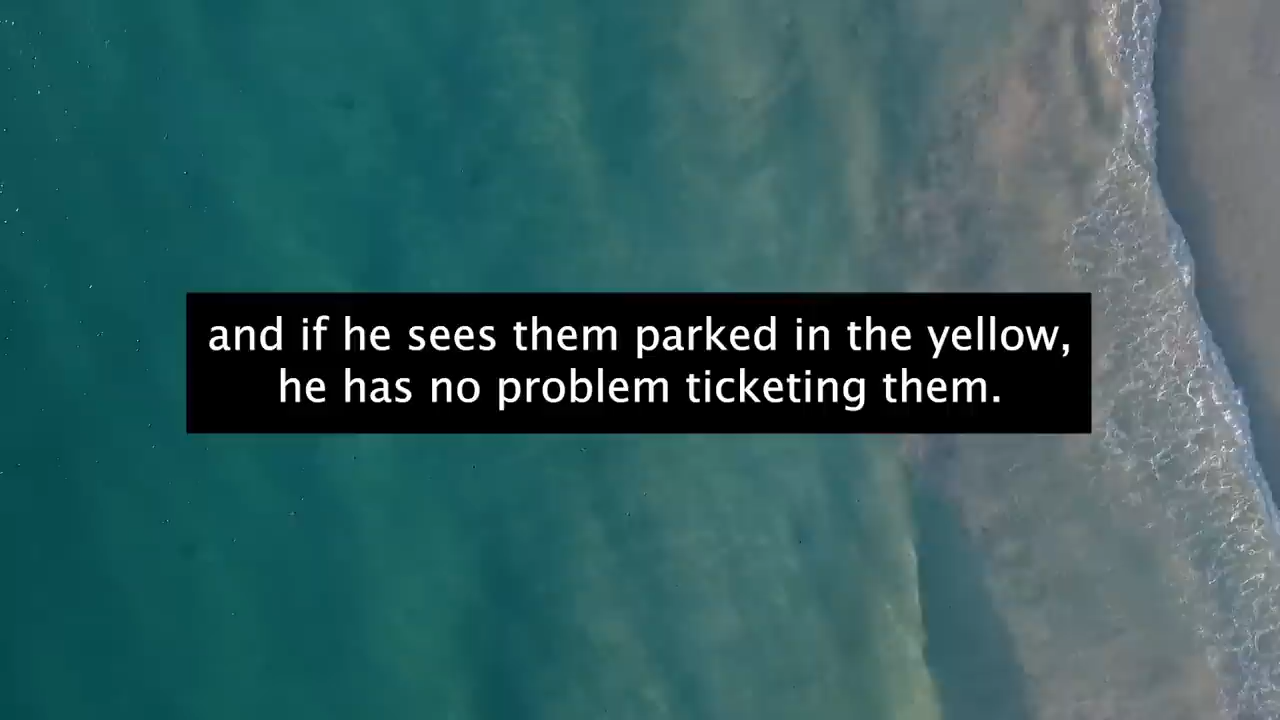 and if he sees them parked in the yellow,
he has no problem ticketing them.